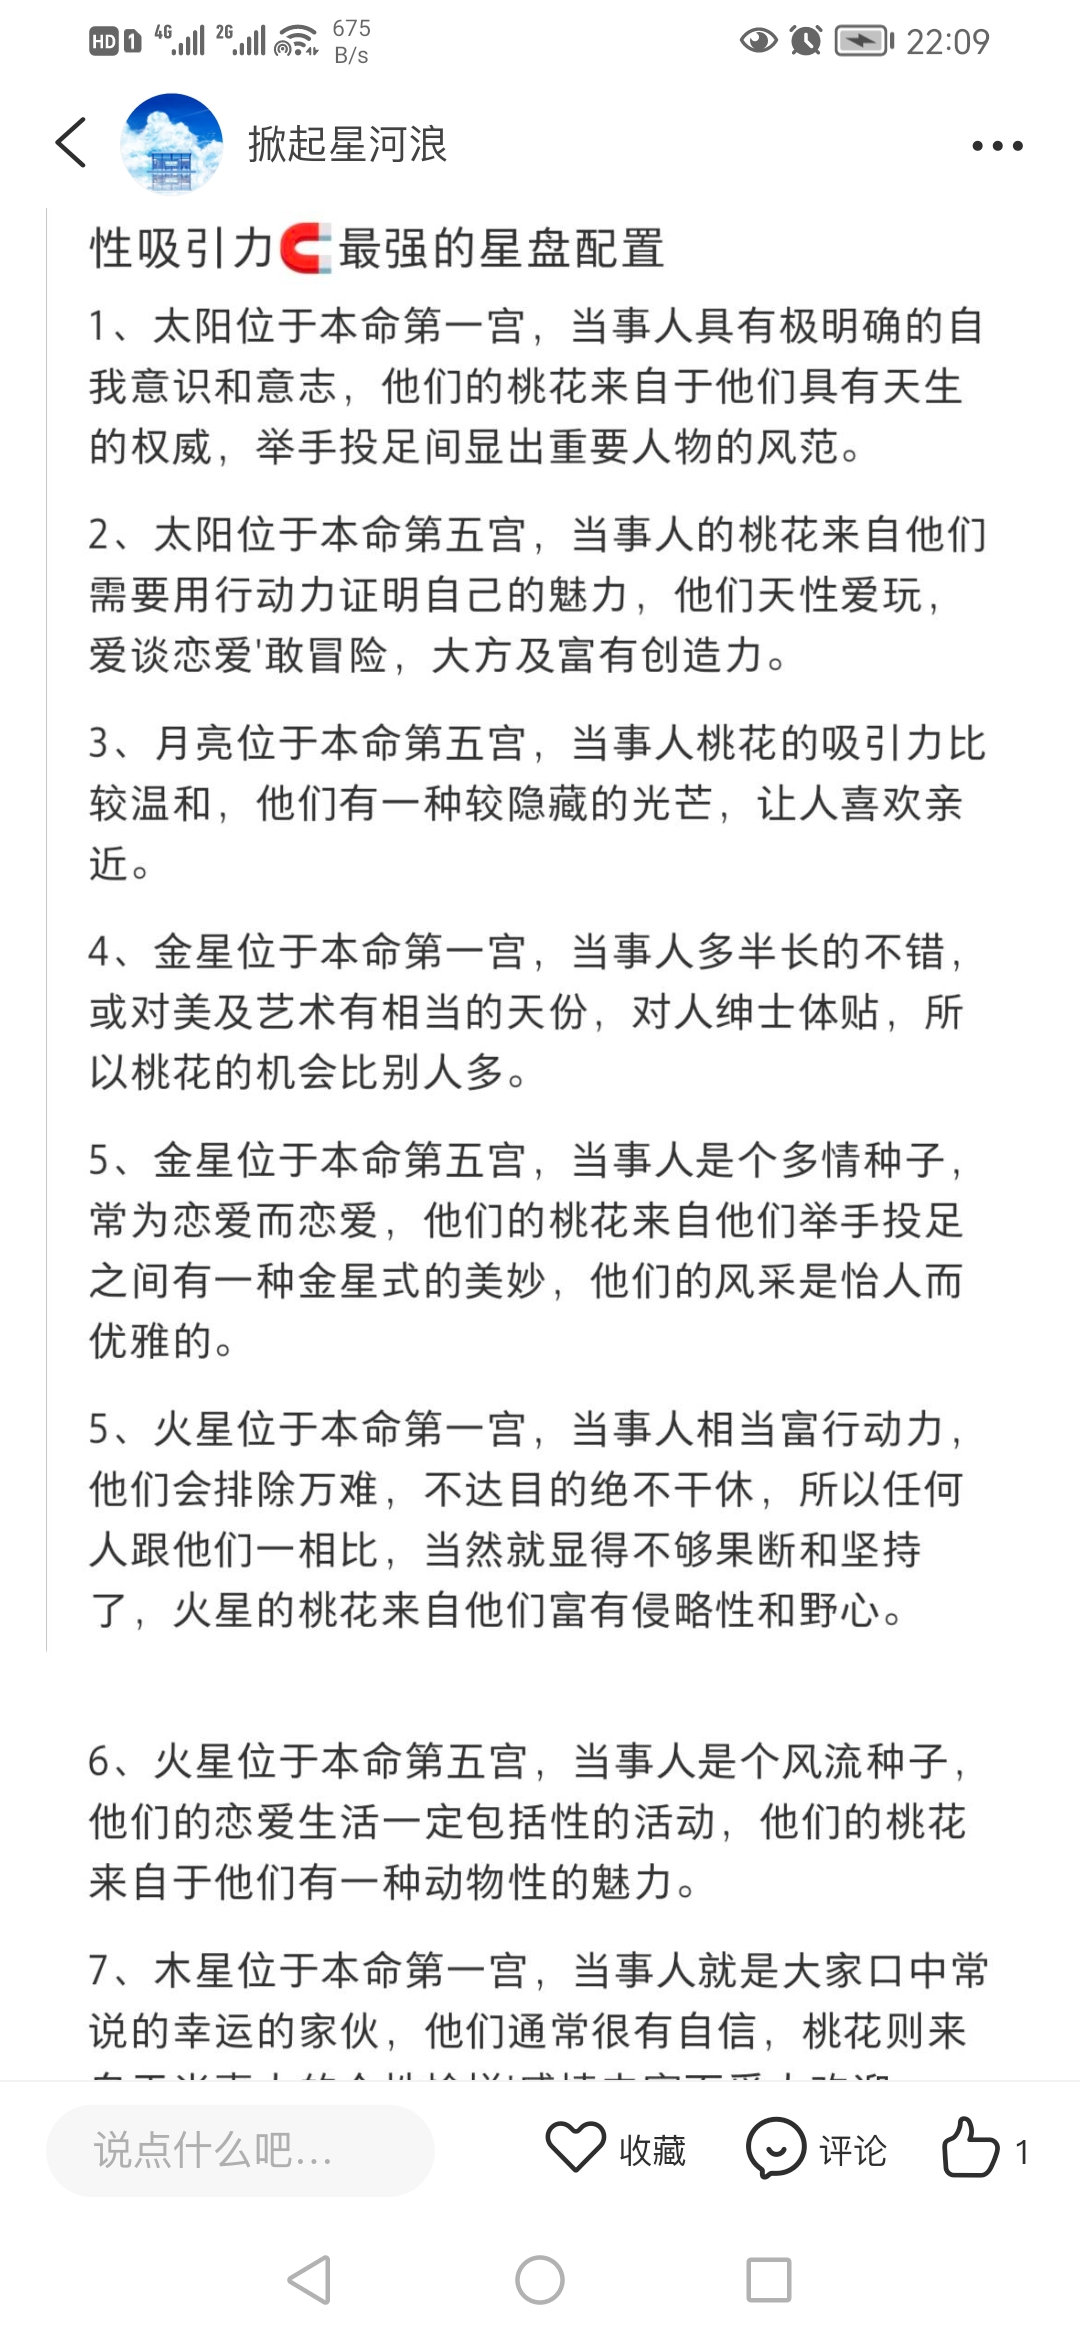 HD 1 4G 2G 675 B/s 22:09
掀起星河浪
性吸引力🧲最强的星盘配置
1、太阳位于本命第一宫，当事人具有极明确的自
我意识和意志，他们的桃花来自于他们具有天生
的权威，举手投足间显出重要人物的风范。
2、太阳位于本命第五宫，当事人的桃花来自他们
需要用行动力证明自己的魅力，他们天性爱玩，
爱谈恋爱'敢冒险，大方及富有创造力。
3、月亮位于本命第五宫，当事人桃花的吸引力比
较温和，他们有一种较隐藏的光芒，让人喜欢亲
近。
4、金星位于本命第一宫，当事人多半长的不错，
或对美及艺术有相当的天份，对人绅士体贴，所
以桃花的机会比别人多。
5、金星位于本命第五宫，当事人是个多情种子，
常为恋爱而恋爱，他们的桃花来自他们举手投足
之间有一种金星式的美妙，他们的风采是怡人而
优雅的。
5、火星位于本命第一宫，当事人相当富行动力，
他们会排除万难，不达目的绝不干休，所以任何
人跟他们一相比，当然就显得不够果断和坚持
了，火星的桃花来自他们富有侵略性和野心。
6、火星位于本命第五宫，当事人是个风流种子，
他们的恋爱生活一定包括性的活动，他们的桃花
来自于他们有一种动物性的魅力。
7、木星位于本命第一宫，当事人就是大家口中常
说的幸运的家伙，他们通常很有自信，桃花则来
说点什么吧... 收藏 评论 1